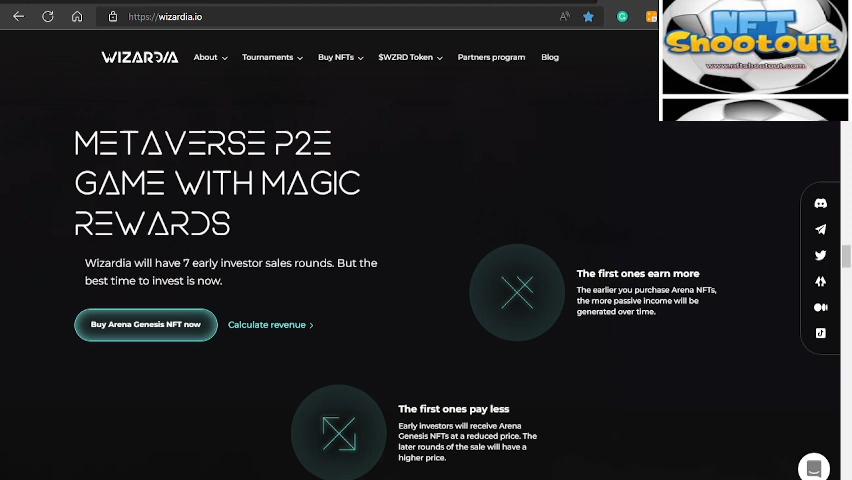 https://wizardia.io
NFT
Shootout
www.nftshootout.com
WIZARDIA
About
Tournaments
Buy NFTs
$WZRD Token
Partners program
Blog
METAVERSE P2E
GAME WITH MAGIC
REWARDS
Wizardia will have 7 early investor sales rounds. But the
best time to invest is now.
Buy Arena Genesis NFT now
Calculate revenue
The first ones earn more
The earlier you purchase Arena NFTs,
the more passive income will be
generated over time.
The first ones pay less
Early investors will receive Arena
Genesis NFTs at a reduced price. The
later rounds of the sale will have a
higher price.